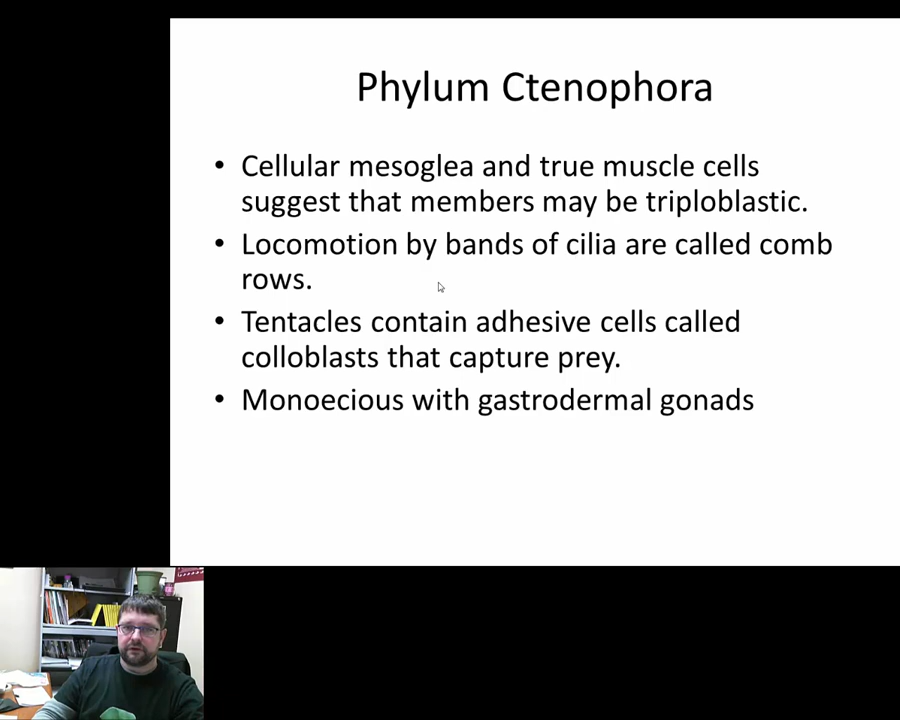 Phylum Ctenophora
• Cellular mesoglea and true muscle cells
suggest that members may be triploblastic.
• Locomotion by bands of cilia are called comb
rows.
• Tentacles contain adhesive cells called
colloblasts that capture prey.
• Monoecious with gastrodermal gonads